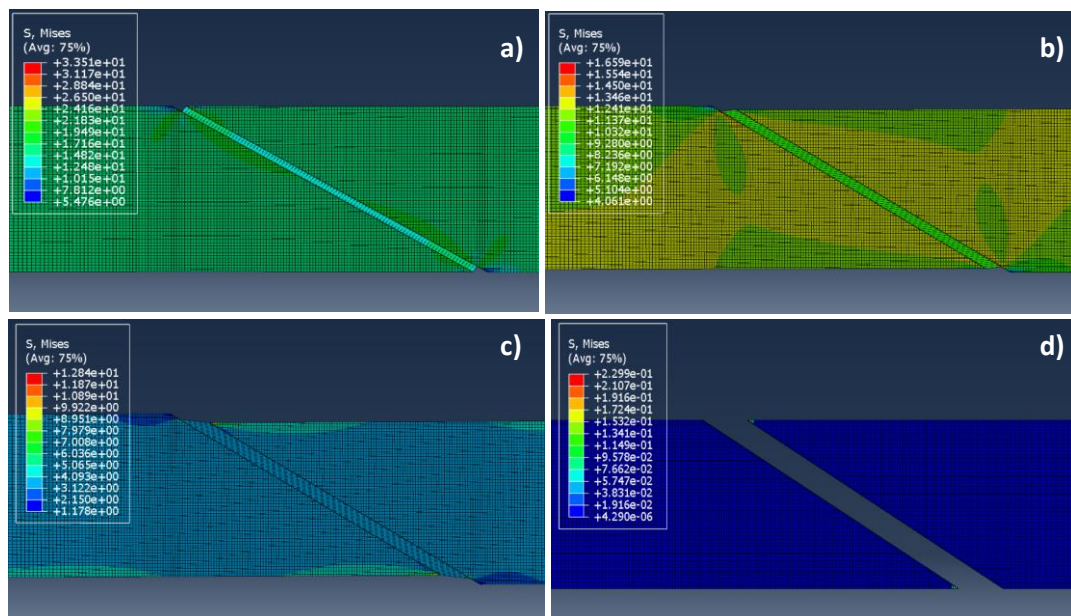 S, Mises
(Avg: 75%)
+3.351e+01
+3.117e+01
+2.884e+01
+2.650e+01
+2.416e+01
+2.183e+01
+1.949e+01
+1.716e+01
+1.482e+01
+1.248e+01
+1.015e+01
+7.812e+00
+5.476e+00
a)
S, Mises
(Avg: 75%)
+1.659e+01
+1.554e+01
+1.450e+01
+1.346e+01
+1.241e+01
+1.137e+01
+1.032e+01
+9.280e+00
+8.236e+00
+7.192e+00
+6.148e+00
+5.104e+00
+4.061e+00
b)
S, Mises
(Avg: 75%)
+1.284e+01
+1.187e+01
+1.089e+01
+9.922e+00
+8.951e+00
+7.979e+00
+7.008e+00
+6.036e+00
+5.065e+00
+4.093e+00
+3.122e+00
+2.150e+00
+1.178e+00
c)
S, Mises
(Avg: 75%)
+2.299e-01
+2.107e-01
+1.916e-01
+1.724e-01
+1.532e-01
+1.341e-01
+1.149e-01
+9.578e-02
+7.662e-02
+5.747e-02
+3.831e-02
+1.916e-02
+4.290e-06
d)